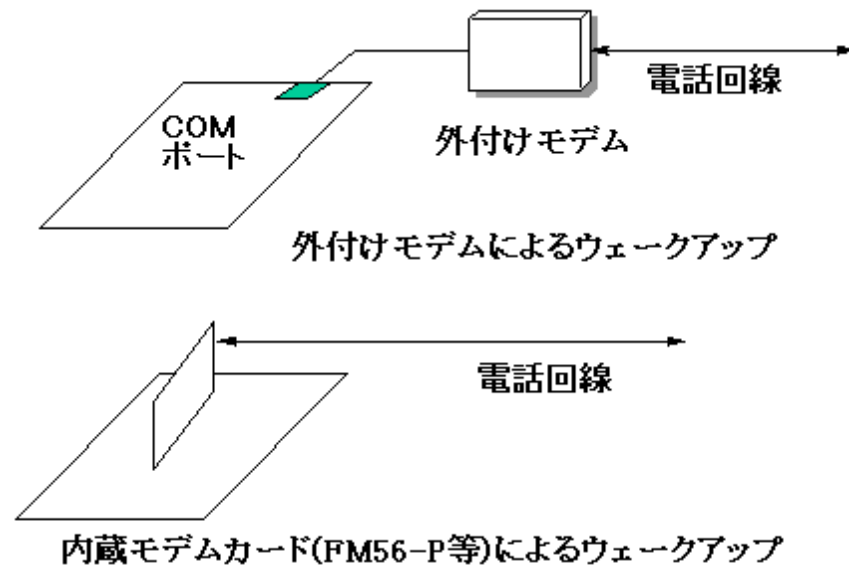 電話回線
COM
ポート
外付けモデム
外付けモデムによるウェークアップ
電話回線
内蔵モデムカード(FM56-P等)によるウェークアップ